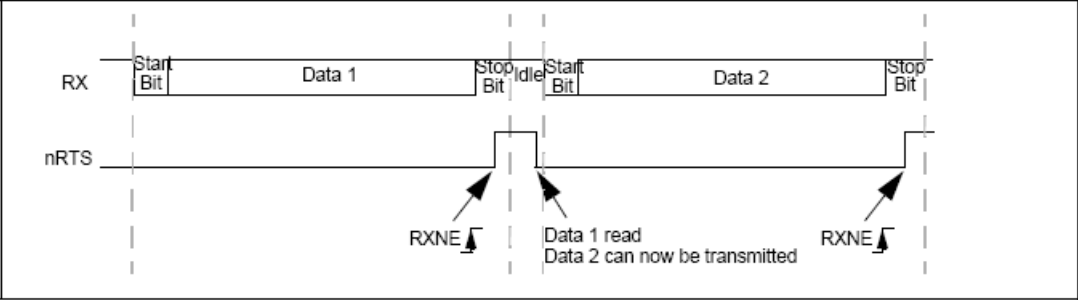 RX
Start
Bit
Data 1
Stop
Bit
Idle
Start
Bit
Data 2
Stop
Bit
nRTS
RXNE
Data 1 read
Data 2 can now be transmitted
RXNE